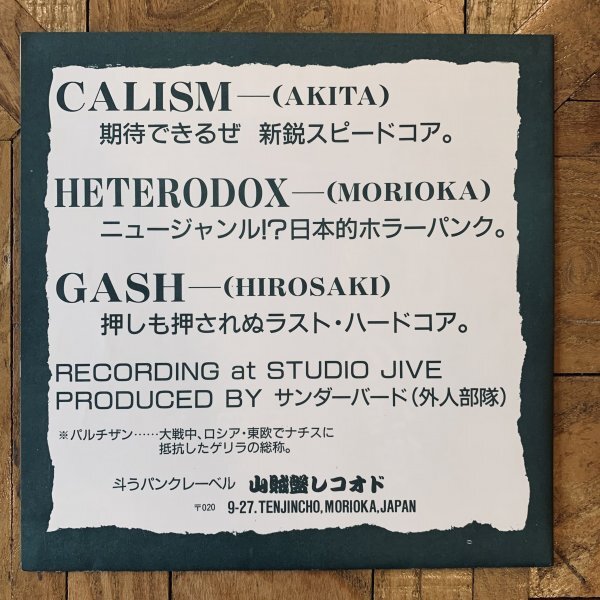 CALISM—(AKITA)
期待できるぜ 新鋭スピードコア。
HETERODOX—(MORIOKA)
ニュージャンル!?日本的ホラーパンク。
GASH—(HIROSAKI)
押しも押されぬラスト・ハードコア。
RECORDING at STUDIO JIVE
PRODUCED BY サンダーバード(外人部隊)
※パルチザン……大戦中、ロシア・東欧でナチスに
抵抗したゲリラの総称。
斗うパンクレーベル 山賊盤レコオド
〒020 9-27. TENJINCHO, MORIOKA, JAPAN